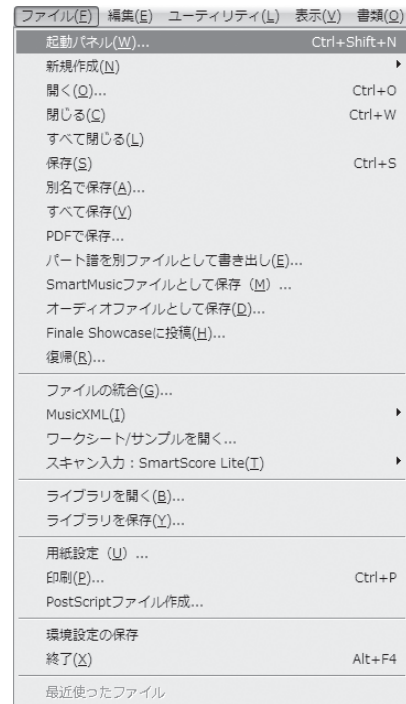 ファイル(F) 編集(E) ユーティリティ(L) 表示(V) 書類(O)
起動パネル(W)... Ctrl+Shift+N
新規作成(N)
開く(O)... Ctrl+O
閉じる(C) Ctrl+W
すべて閉じる(L)
保存(S) Ctrl+S
別名で保存(A)...
すべて保存(V)
PDFで保存...
パート譜を別ファイルとして書き出し(E)...
SmartMusicファイルとして保存（M）...
オーディオファイルとして保存(D)...
Finale Showcaseに投稿(H)...
復帰(R)...
ファイルの統合(G)...
MusicXML(I)
ワークシート/サンプルを開く...
スキャン入力：SmartScore Lite(T)
ライブラリを開く(B)...
ライブラリを保存(Y)...
用紙設定（U）...
印刷(P)... Ctrl+P
PostScriptファイル作成...
環境設定の保存
終了(X) Alt+F4
最近使ったファイル